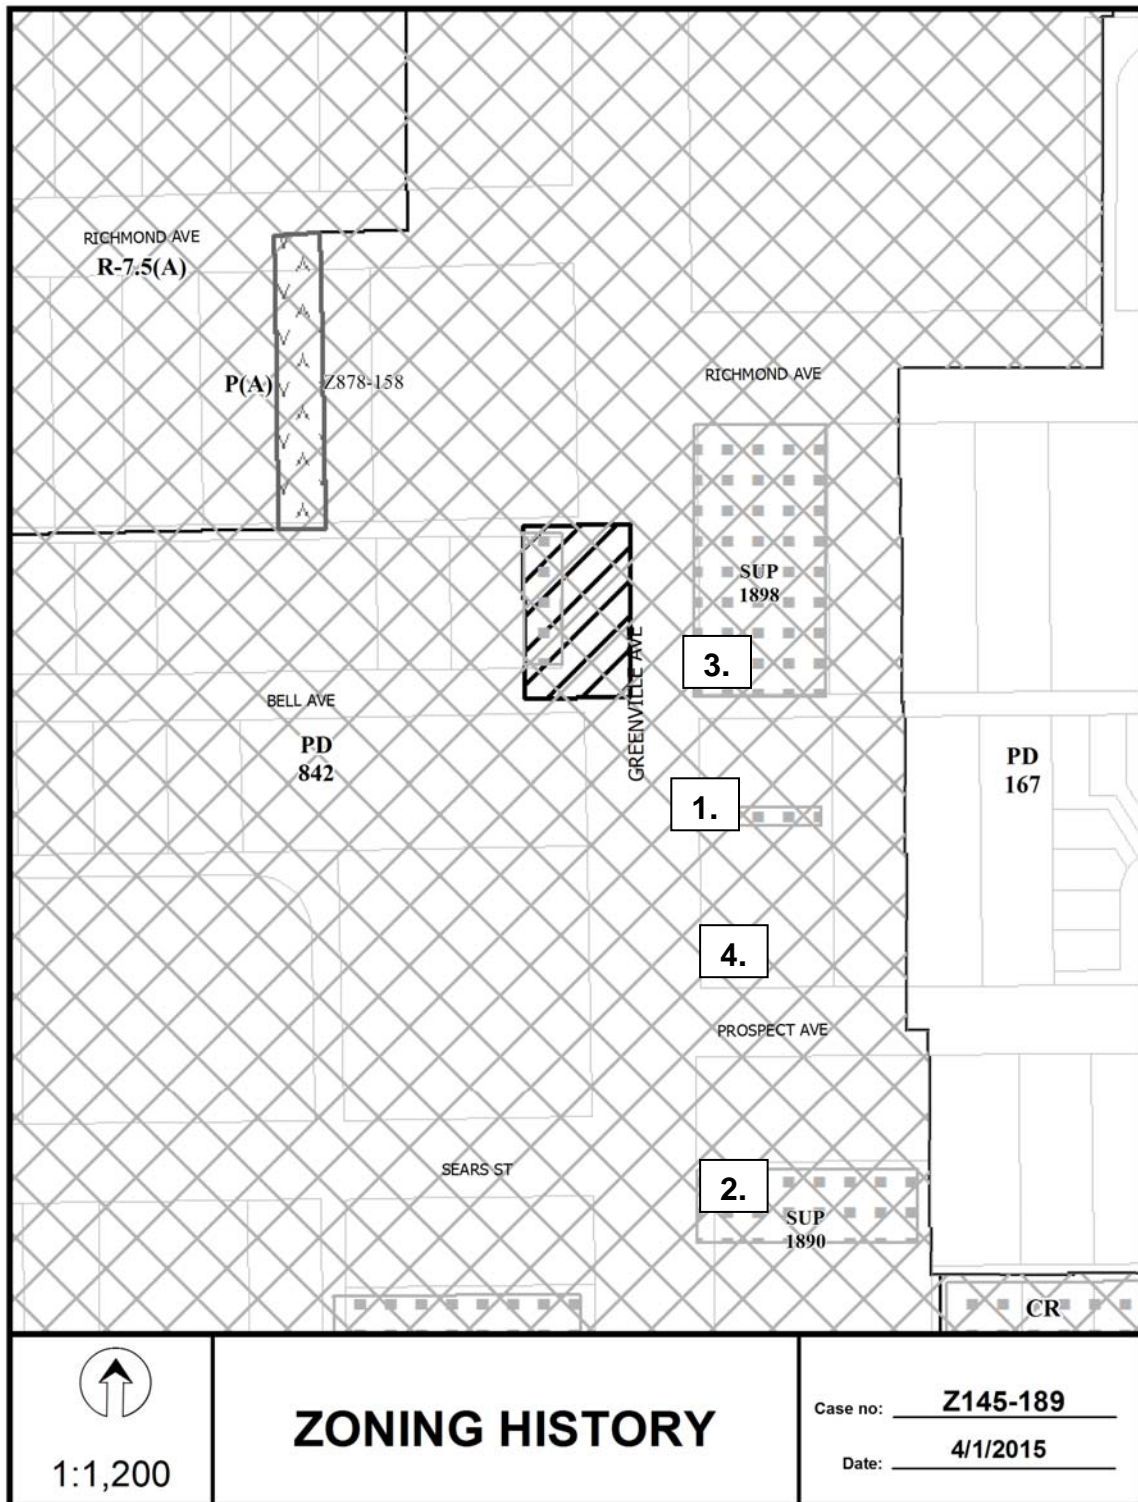 RICHMOND AVE
R-7.5(A)
P(A)
Z878-158
RICHMOND AVE
SUP
1898
3.
GREENVILLE AVE
BELL AVE
PD
842
PD
167
1.
4.
PROSPECT AVE
SEARS ST
2.
SUP
1890
CR
1:1,200
ZONING HISTORY
Case no: Z145-189
Date: 4/1/2015